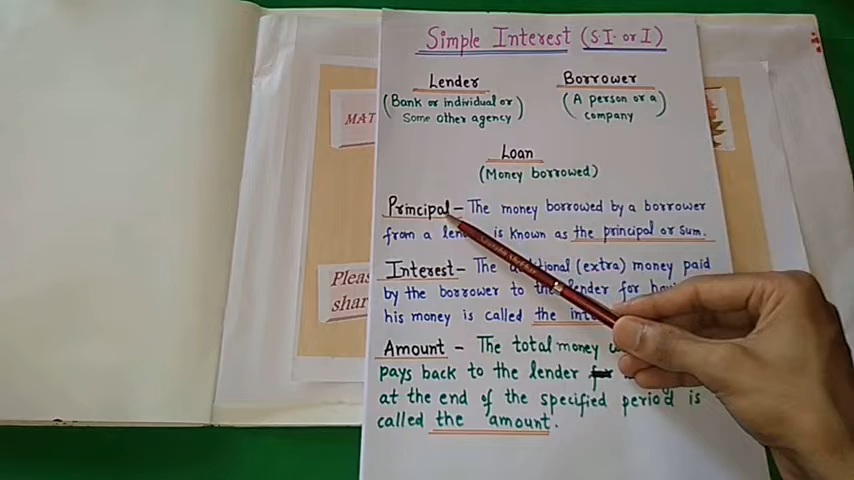 Simple Interest (S.I. or I)
Lender Borrower
(Bank or individual or (A person or a)
Some other agency) company)
Loan
(Money borrowed)
Principal - The money borrowed by a borrower
from a is known as the principal or sum.
Interest - The (extra) money paid
by the borrower to the lender for
his money is called the
Amount - The total money
pays back to the lender
at the end of the specified period is
called the amount.
MAT
Please
shar